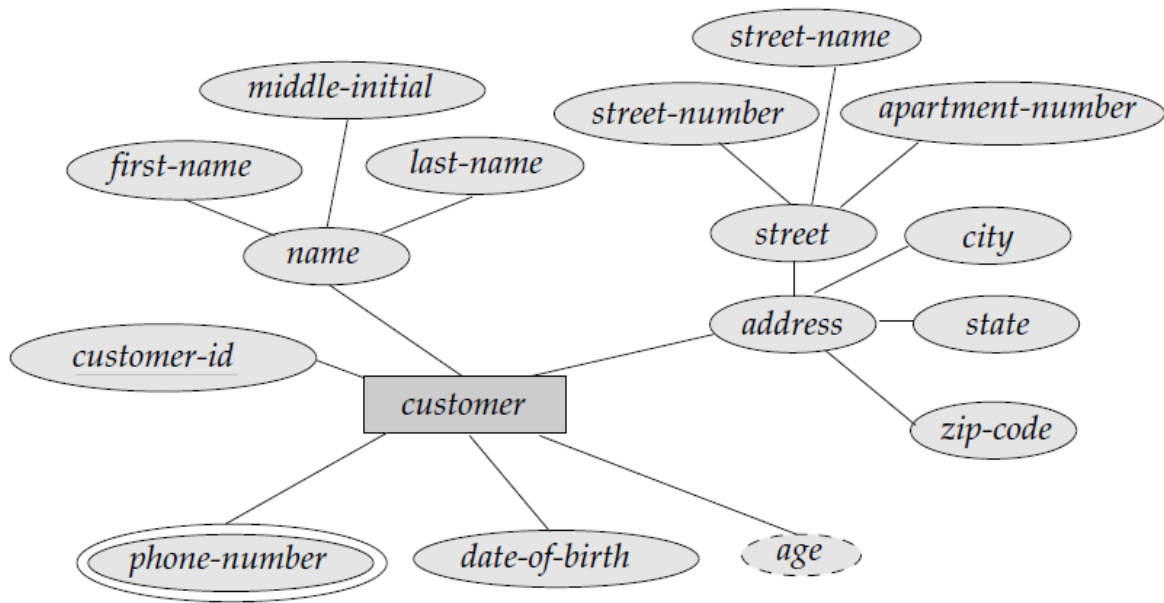 street-name
middle-initial
street-number
apartment-number
first-name
last-name
name
street
city
address
state
customer-id
customer
zip-code
phone-number
date-of-birth
age